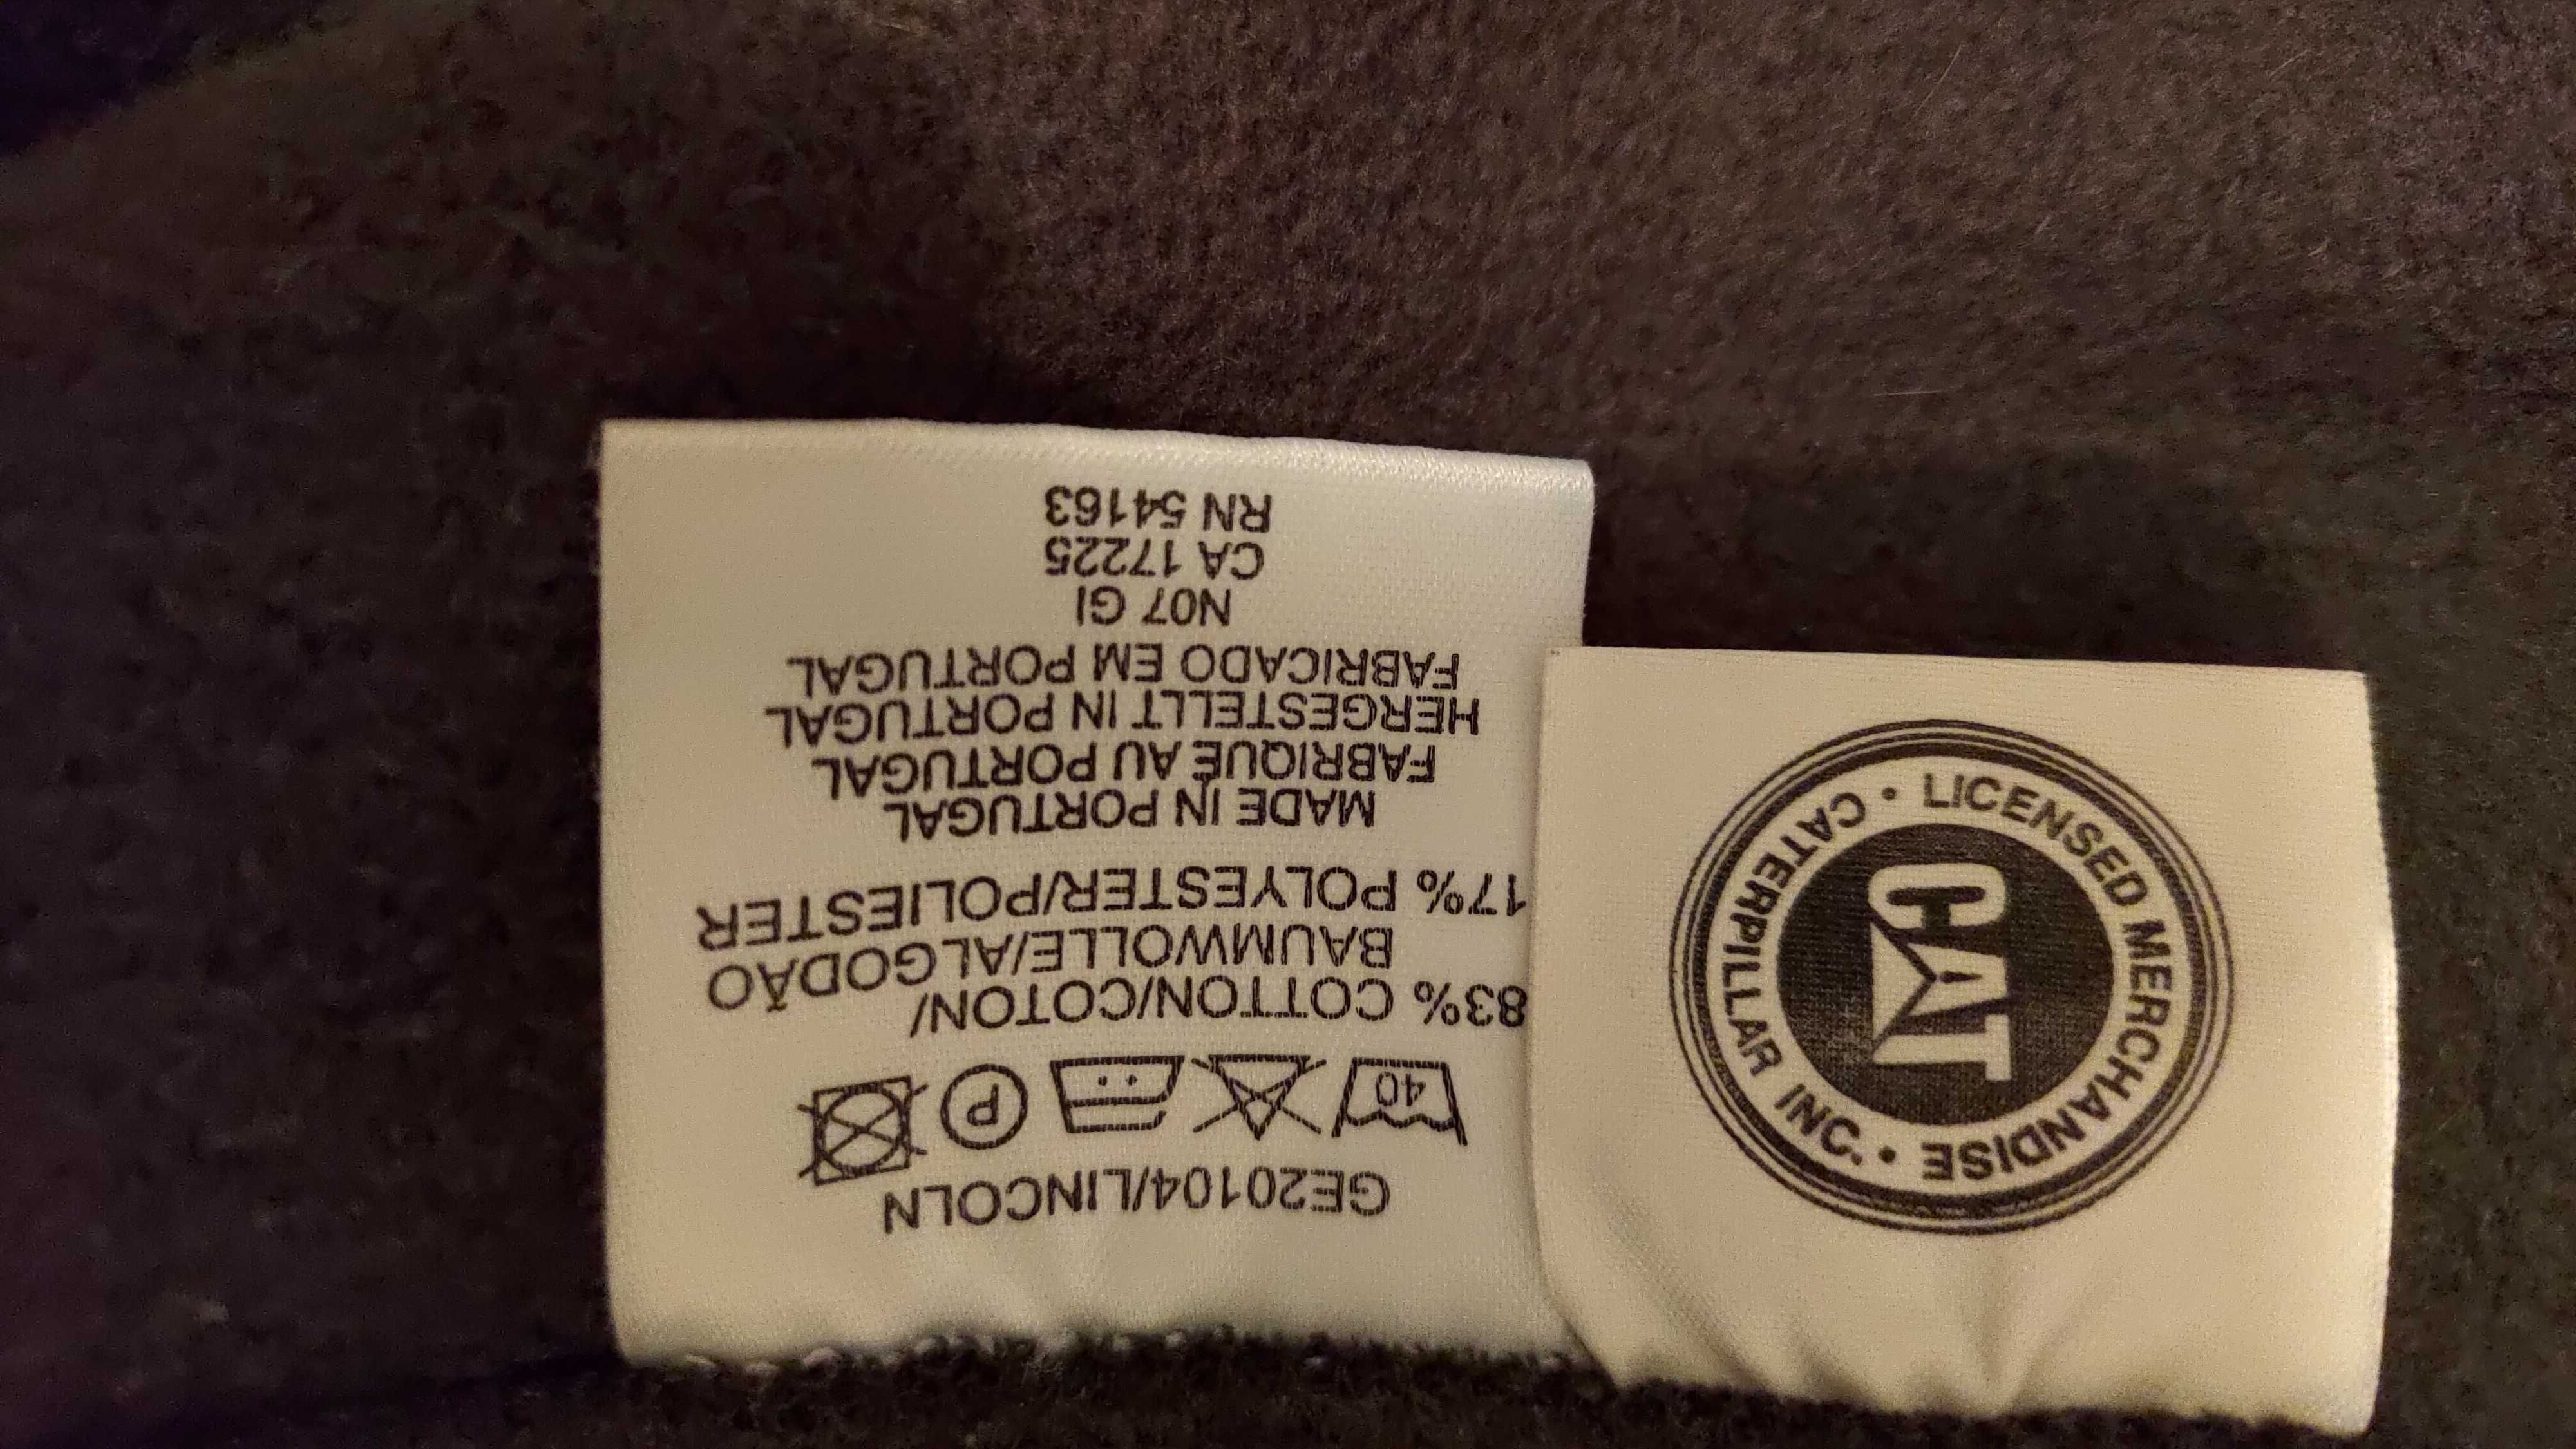 GE20104/LINCOLN
40
P
83% COTTON/COTON/
BAUMWOLLE/ALGODÃO
17% POLYESTER/POLIESTER
MADE IN PORTUGAL
FABRIQUÉ AU PORTUGAL
HERGESTELLT IN PORTUGAL
FABRICADO EM PORTUGAL
N07 GI
CA 17225
RN 54163
LICENSED MERCHANDISE • CATERPILLAR INC. •
CAT